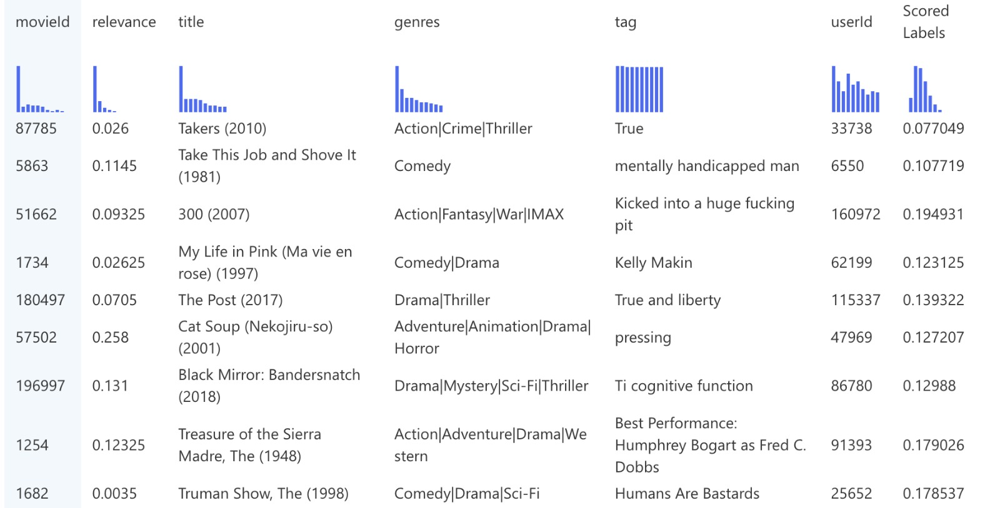 movieId relevance title genres tag userId Scored Labels
87785 0.026 Takers (2010) Action|Crime|Thriller True 33738 0.077049
5863 0.1145 Take This Job and Shove It (1981) Comedy mentally handicapped man 6550 0.107719
51662 0.09325 300 (2007) Action|Fantasy|War|IMAX Kicked into a huge fucking pit 160972 0.194931
1734 0.02625 My Life in Pink (Ma vie en rose) (1997) Comedy|Drama Kelly Makin 62199 0.123125
180497 0.0705 The Post (2017) Drama|Thriller True and liberty 115337 0.139322
57502 0.258 Cat Soup (Nekojiru-so) (2001) Adventure|Animation|Drama|Horror pressing 47969 0.127207
196997 0.131 Black Mirror: Bandersnatch (2018) Drama|Mystery|Sci-Fi|Thriller Ti cognitive function 86780 0.12988
1254 0.12325 Treasure of the Sierra Madre, The (1948) Action|Adventure|Drama|Western Best Performance: Humphrey Bogart as Fred C. Dobbs 91393 0.179026
1682 0.0035 Truman Show, The (1998) Comedy|Drama|Sci-Fi Humans Are Bastards 25652 0.178537